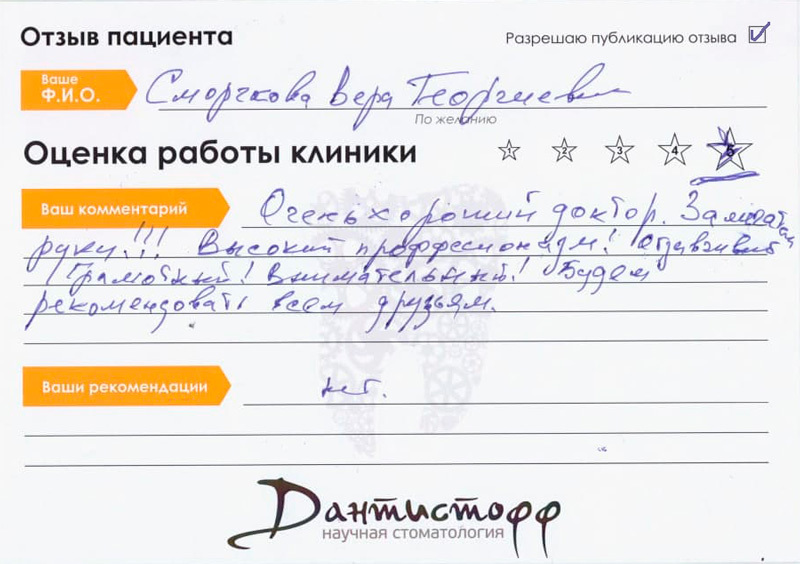 Отзыв пациента
Разрешаю публикацию отзыва
Ваше
Ф.И.О.
Сморчкова Вера Георгиевна
По желанию
Оценка работы клиники
1 2 3 4 5
Ваш комментарий
Очень хороший доктор. Золотая
руки!!! Высокий профессионализм!
Грамотный! Внимательный! Будем
рекомендовать всем друзьям.
Ваши рекомендации
нет.
Дантистофф
научная стоматология